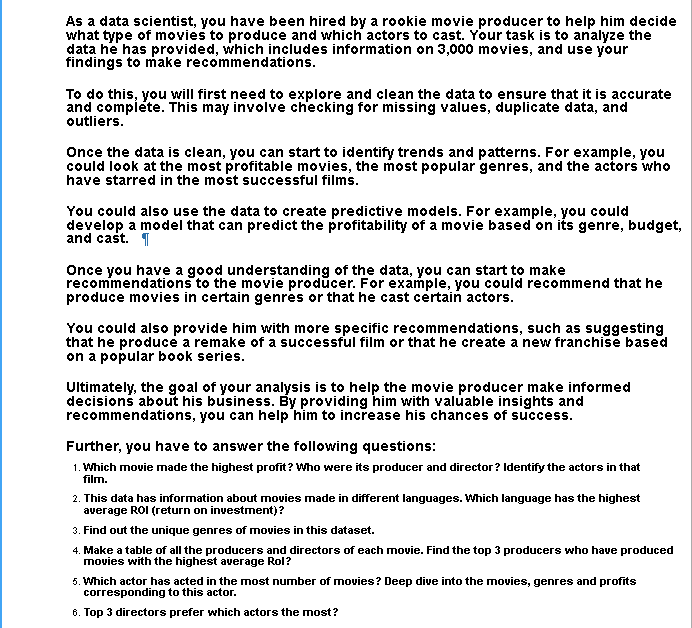 As a data scientist, you have been hired by a rookie movie producer to help him decide
what type of movies to produce and which actors to cast. Your task is to analyze the
data he has provided, which includes information on 3,000 movies, and use your
findings to make recommendations.
To do this, you will first need to explore and clean the data to ensure that it is accurate
and complete. This may involve checking for missing values, duplicate data, and
outliers.
Once the data is clean, you can start to identify trends and patterns. For example, you
could look at the most profitable movies, the most popular genres, and the actors who
have starred in the most successful films.
You could also use the data to create predictive models. For example, you could
develop a model that can predict the profitability of a movie based on its genre, budget,
and cast. ¶
Once you have a good understanding of the data, you can start to make
recommendations to the movie producer. For example, you could recommend that he
produce movies in certain genres or that he cast certain actors.
You could also provide him with more specific recommendations, such as suggesting
that he produce a remake of a successful film or that he create a new franchise based
on a popular book series.
Ultimately, the goal of your analysis is to help the movie producer make informed
decisions about his business. By providing him with valuable insights and
recommendations, you can help him to increase his chances of success.
Further, you have to answer the following questions:
1. Which movie made the highest profit? Who were its producer and director? Identify the actors in that
film.
2. This data has information about movies made in different languages. Which language has the highest
average ROI (return on investment)?
3. Find out the unique genres of movies in this dataset.
4. Make a table of all the producers and directors of each movie. Find the top 3 producers who have produced
movies with the highest average RoI?
5. Which actor has acted in the most number of movies? Deep dive into the movies, genres and profits
corresponding to this actor.
6. Top 3 directors prefer which actors the most?